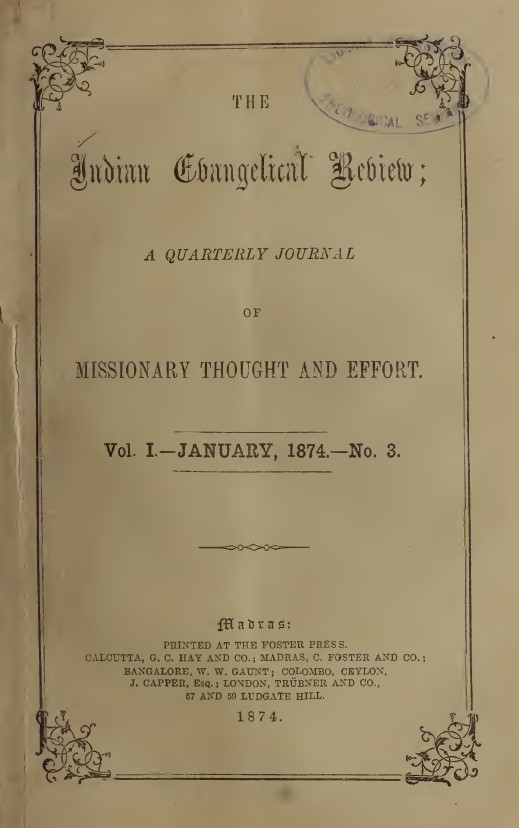 THEOLOGICAL SEM
THE
Indian Evangelical Review;
A QUARTERLY JOURNAL
OF
MISSIONARY THOUGHT AND EFFORT.
Vol. I.—JANUARY, 1874.—No. 3.
Madras:
PRINTED AT THE FOSTER PRESS.
CALCUTTA, G. C. HAY AND CO.; MADRAS, C. FOSTER AND CO.;
BANGALORE, W. W. GAUNT; COLOMBO, CEYLON,
J. CAPPER, Esq.; LONDON, TRÜBNER AND CO.,
57 AND 59 LUDGATE HILL.
1874.